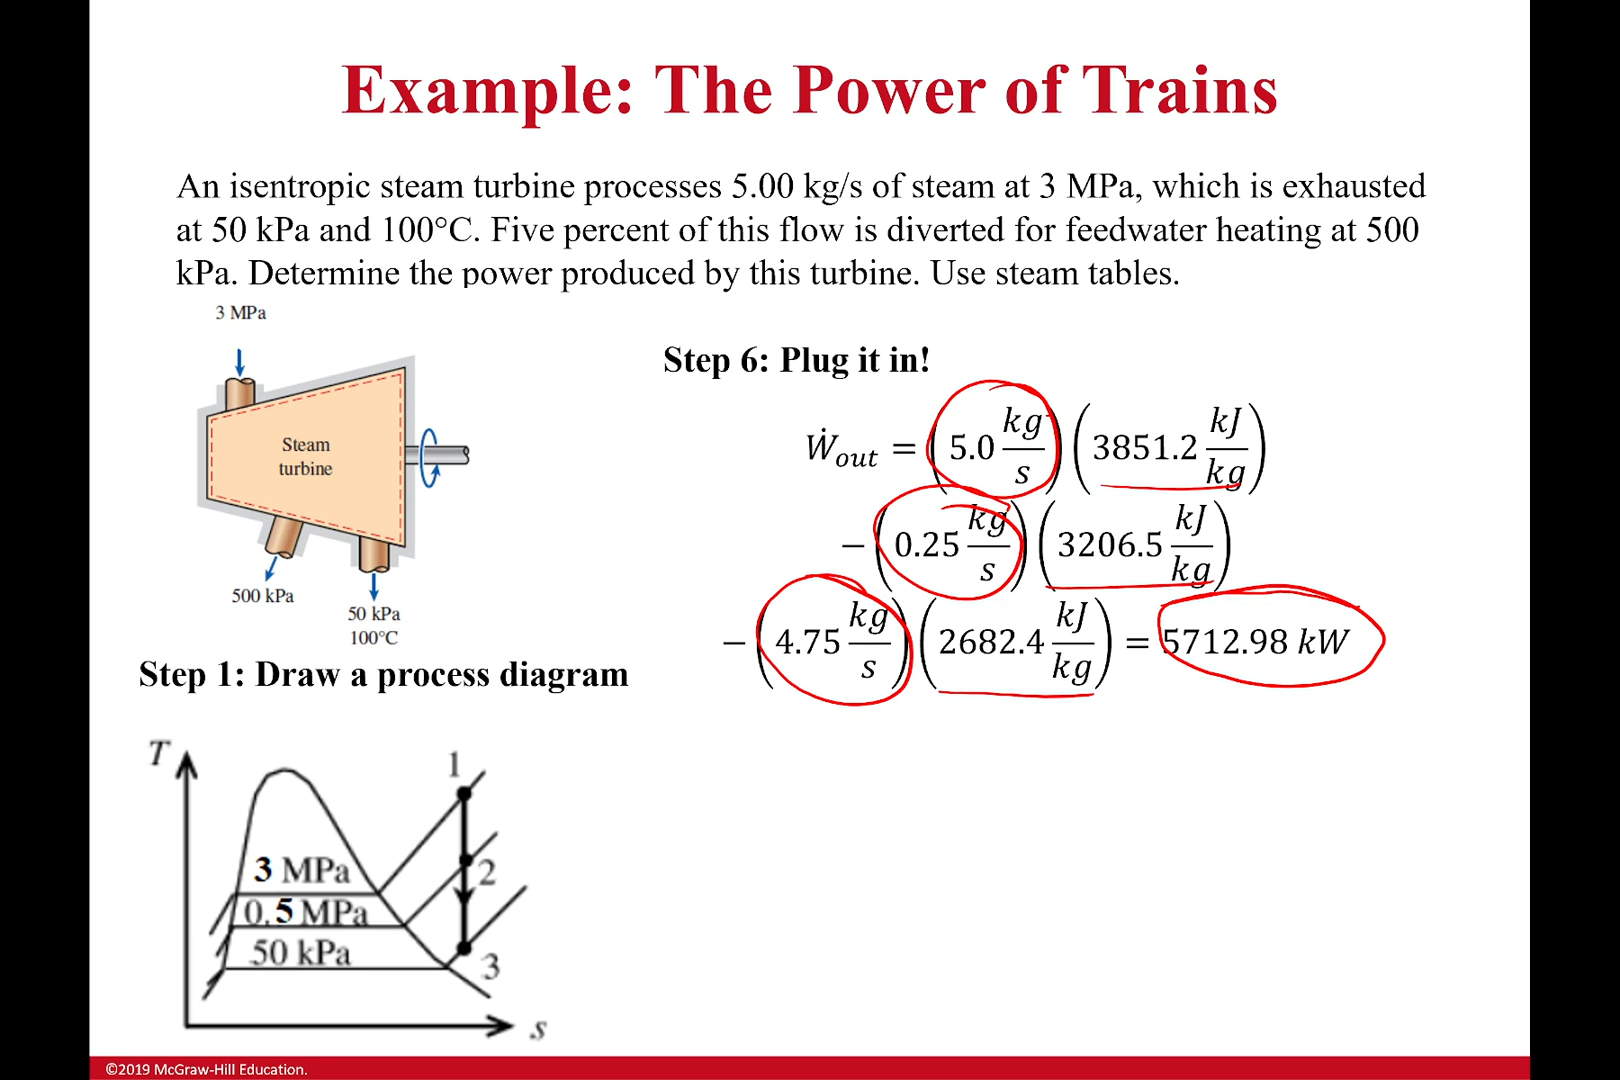 Example: The Power of Trains
An isentropic steam turbine processes 5.00 kg/s of steam at 3 MPa, which is exhausted
at 50 kPa and 100°C. Five percent of this flow is diverted for feedwater heating at 500
kPa. Determine the power produced by this turbine. Use steam tables.
3 MPa
Steam
turbine
500 kPa
50 kPa
100°C
Step 1: Draw a process diagram
Step 6: Plug it in!
Ẇout = (5.0 kg/s)(3851.2 kJ/kg)
− (0.25 kg/s)(3206.5 kJ/kg)
− (4.75 kg/s)(2682.4 kJ/kg) = 5712.98 kW
T
1
3 MPa
2
0.5 MPa
50 kPa
3
s
©2019 McGraw-Hill Education.